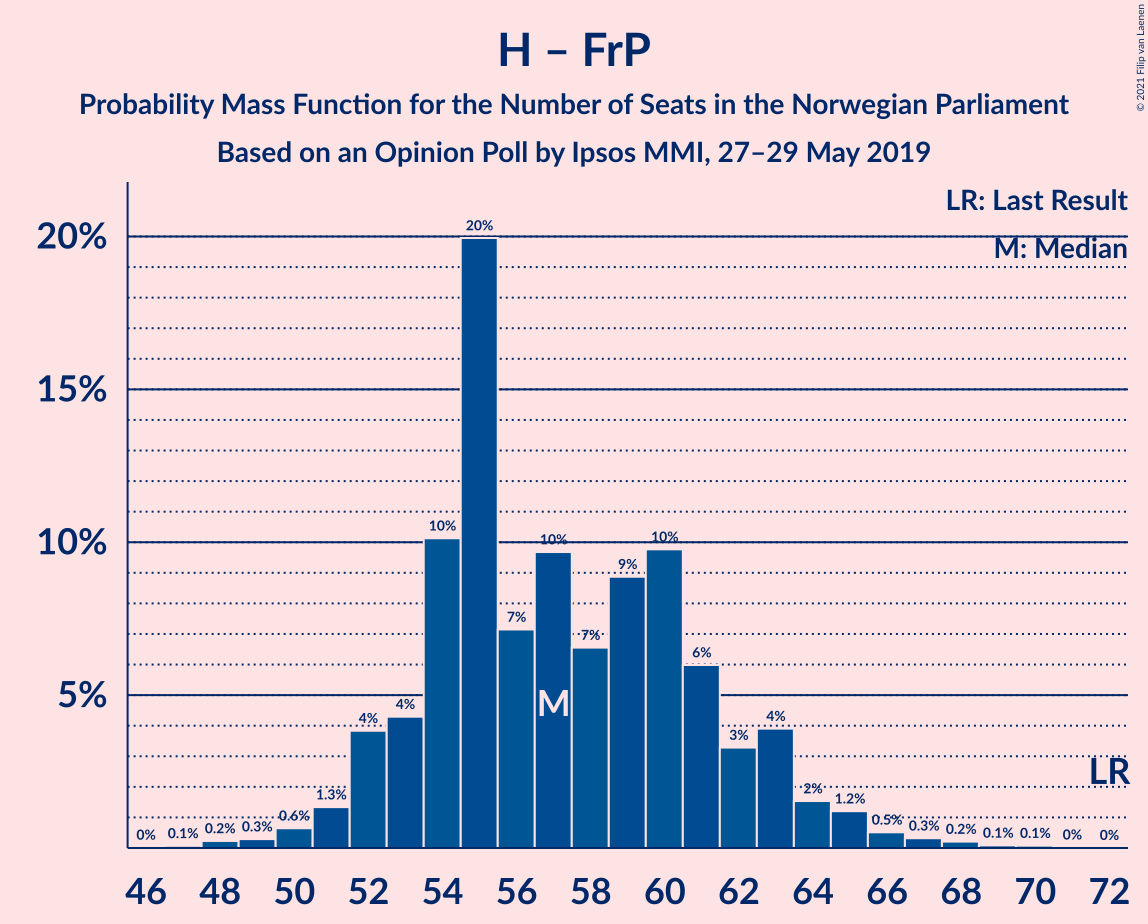 © 2021 Filip van Laenen
H – FrP
Probability Mass Function for the Number of Seats in the Norwegian Parliament
Based on an Opinion Poll by Ipsos MMI, 27–29 May 2019
LR: Last Result
M: Median
20%
15%
10%
5%
0% 0.1% 0.2% 0.3% 0.6% 1.3% 4% 4% 10% 20% 7% 10% 7% 9% 10% 6% 3% 4% 2% 1.2% 0.5% 0.3% 0.2% 0.1% 0.1% 0% 0%
M
LR
46 48 50 52 54 56 58 60 62 64 66 68 70 72